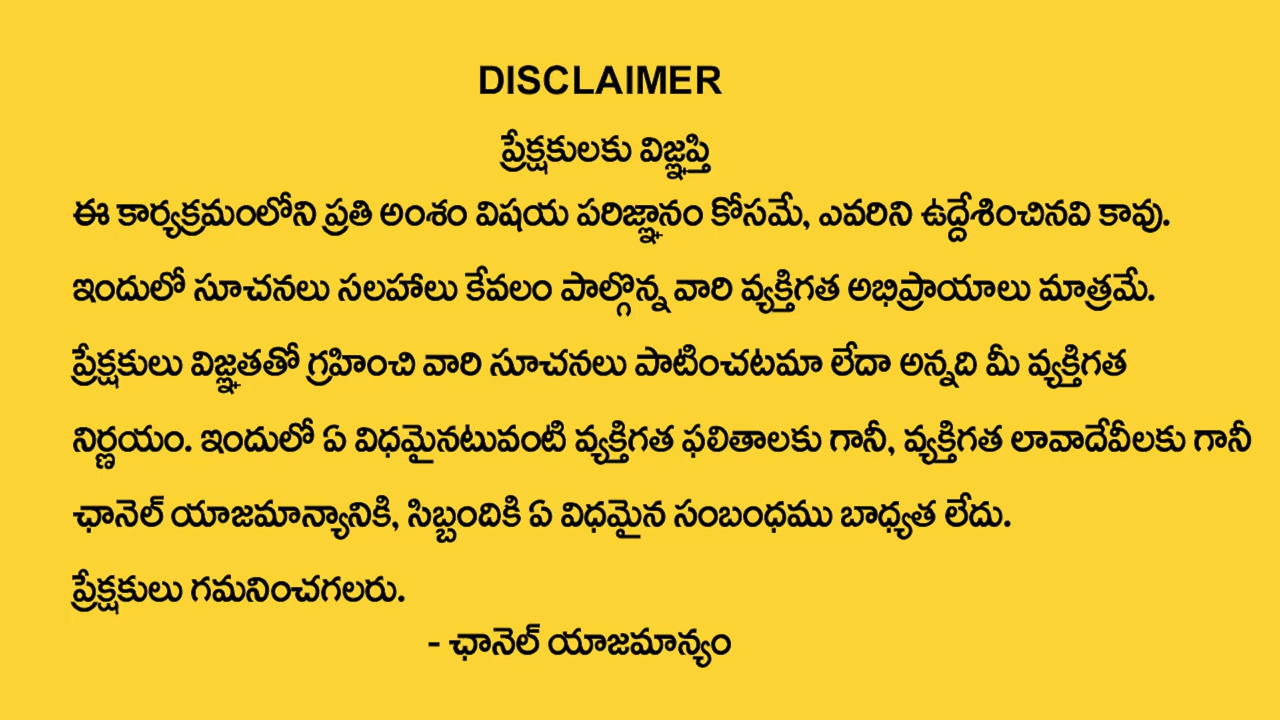 DISCLAIMER
ప్రేక్షకులకు విజ్ఞప్తి
ఈ కార్యక్రమంలోని ప్రతి అంశం విషయ పరిజ్ఞానం కోసమే, ఎవరిని ఉద్దేశించినవి కావు.
ఇందులో సూచనలు సలహాలు కేవలం పాల్గొన్న వారి వ్యక్తిగత అభిప్రాయాలు మాత్రమే.
ప్రేక్షకులు విజ్ఞతతో గ్రహించి వారి సూచనలు పాటించటమా లేదా అన్నది మీ వ్యక్తిగత
నిర్ణయం. ఇందులో ఏ విధమైనటువంటి వ్యక్తిగత ఫలితాలకు గానీ, వ్యక్తిగత లావాదేవీలకు గానీ
ఛానెల్ యాజమాన్యానికి, సిబ్బందికి ఏ విధమైన సంబంధము బాధ్యత లేదు.
ప్రేక్షకులు గమనించగలరు.
- ఛానెల్ యాజమాన్యం